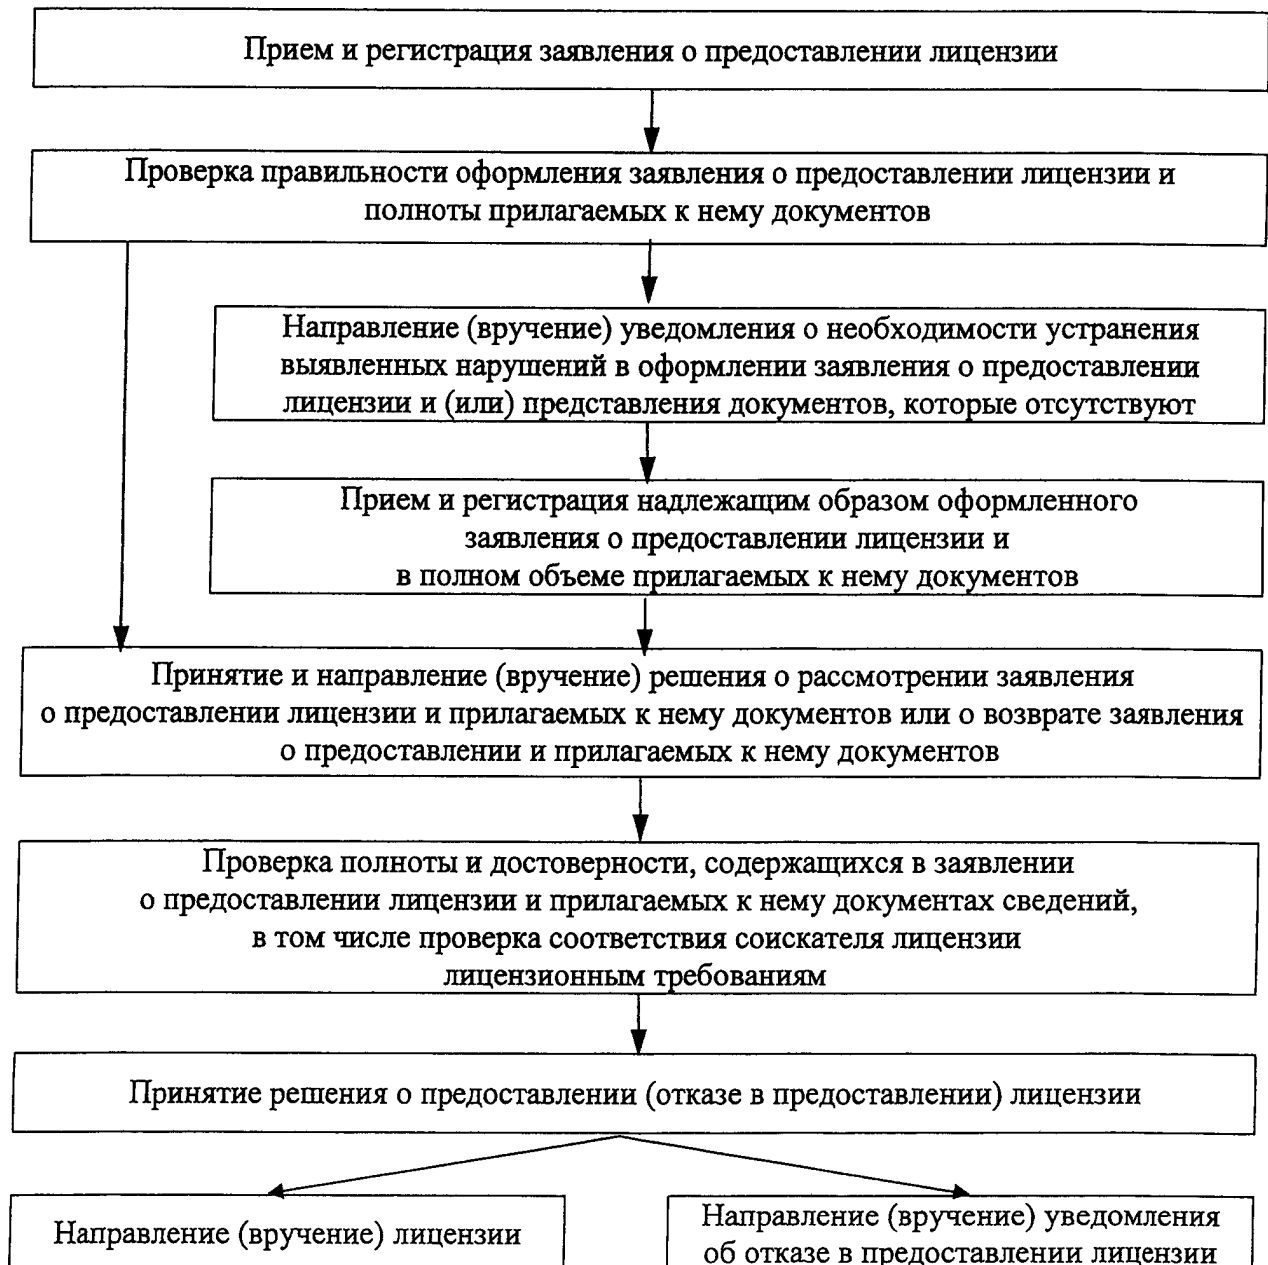 Прием и регистрация заявления о предоставлении лицензии
Проверка правильности оформления заявления о предоставлении лицензии и
полноты прилагаемых к нему документов
Направление (вручение) уведомления о необходимости устранения
выявленных нарушений в оформлении заявления о предоставлении
лицензии и (или) представления документов, которые отсутствуют
Прием и регистрация надлежащим образом оформленного
заявления о предоставлении лицензии и
в полном объеме прилагаемых к нему документов
Принятие и направление (вручение) решения о рассмотрении заявления
о предоставлении лицензии и прилагаемых к нему документов или о возврате заявления
о предоставлении и прилагаемых к нему документов
Проверка полноты и достоверности, содержащихся в заявлении
о предоставлении лицензии и прилагаемых к нему документах сведений,
в том числе проверка соответствия соискателя лицензии
лицензионным требованиям
Принятие решения о предоставлении (отказе в предоставлении) лицензии
Направление (вручение) лицензии
Направление (вручение) уведомления
об отказе в предоставлении лицензии